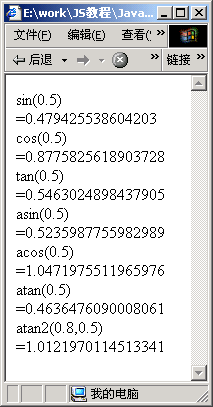 E:\work\JS教程\Java...
文件(F) 编辑(E) 查看(
后退 链接
sin(0.5)
=0.479425538604203
cos(0.5)
=0.8775825618903728
tan(0.5)
=0.5463024898437905
asin(0.5)
=0.5235987755982989
acos(0.5)
=1.0471975511965976
atan(0.5)
=0.4636476090008061
atan2(0.8,0.5)
=1.0121970114513341
我的电脑